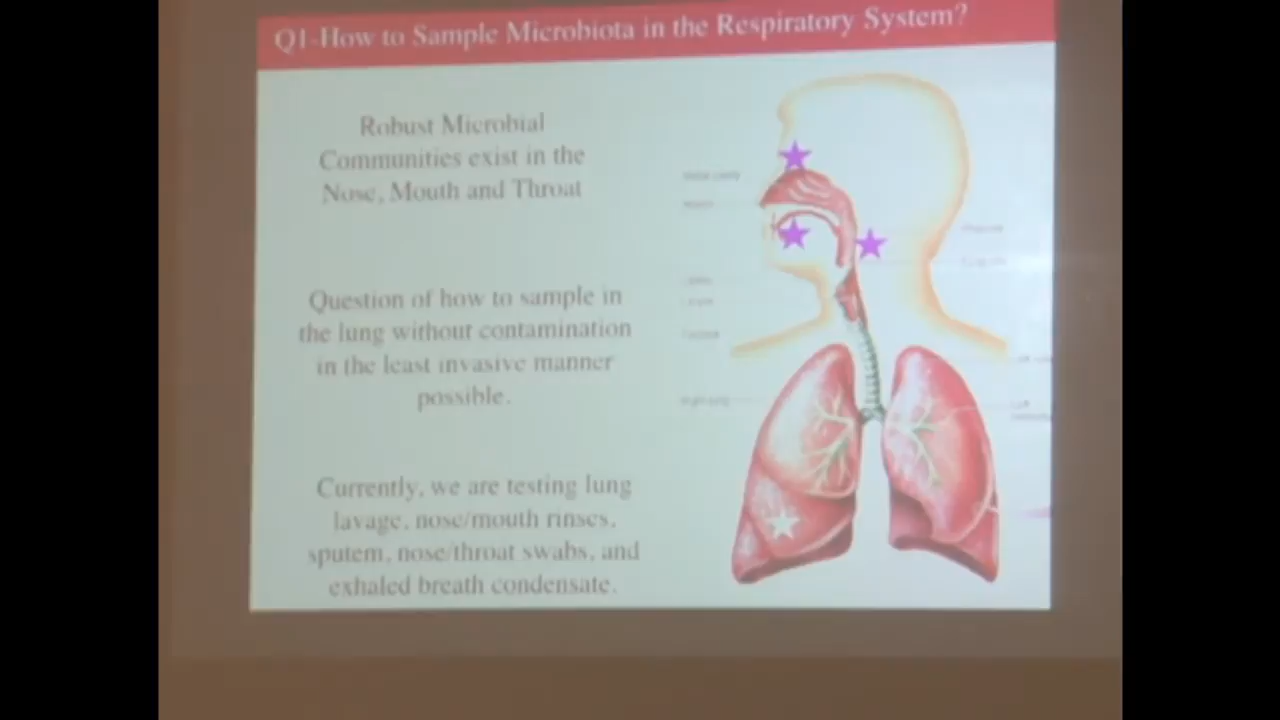 Q1-How to Sample Microbiota in the Respiratory System?
Robust Microbial
Communities exist in the
Nose, Mouth and Throat
Question of how to sample in
the lung without contamination
in the least invasive manner
possible.
Currently, we are testing lung
lavage, nose/mouth rinses,
sputem, nose/throat swabs, and
exhaled breath condensate.